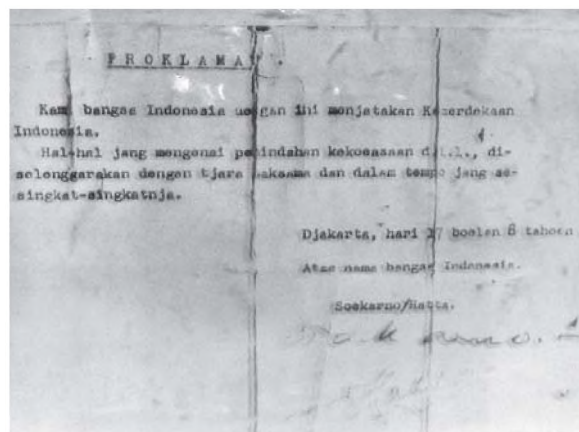 P R O K L A M A
Kami bangsa Indonesia dengan ini menjatakan Kemerdekaan
Indonesia.
Hal-hal jang mengenai pemindahan kekoeasaan d.l.l., di-
selenggarakan dengan tjara saksama dan dalam tempo jang se-
singkat-singkatnja.
Djakarta, hari 17 boelan 8 tahoen
Atas nama bangsa Indonesia.
Soekarno/Hatta.